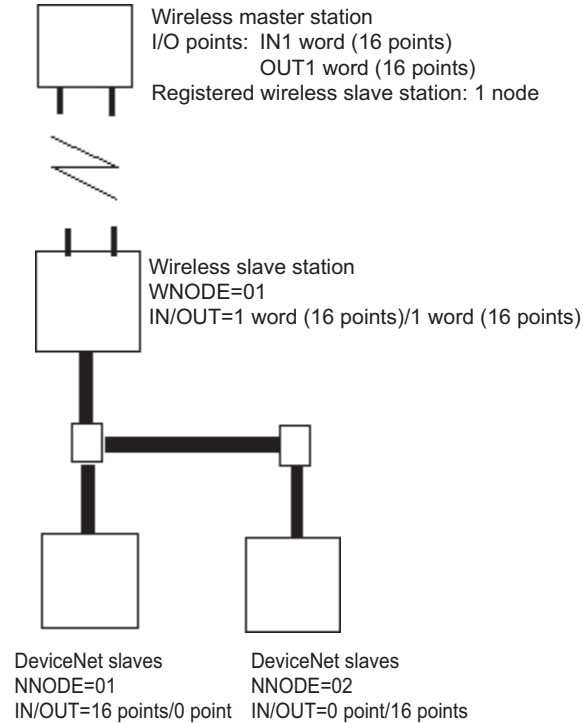 Wireless master station
I/O points: IN1 word (16 points)
OUT1 word (16 points)
Registered wireless slave station: 1 node
Wireless slave station
WNODE=01
IN/OUT=1 word (16 points)/1 word (16 points)
DeviceNet slaves
NNODE=01
IN/OUT=16 points/0 point
DeviceNet slaves
NNODE=02
IN/OUT=0 point/16 points